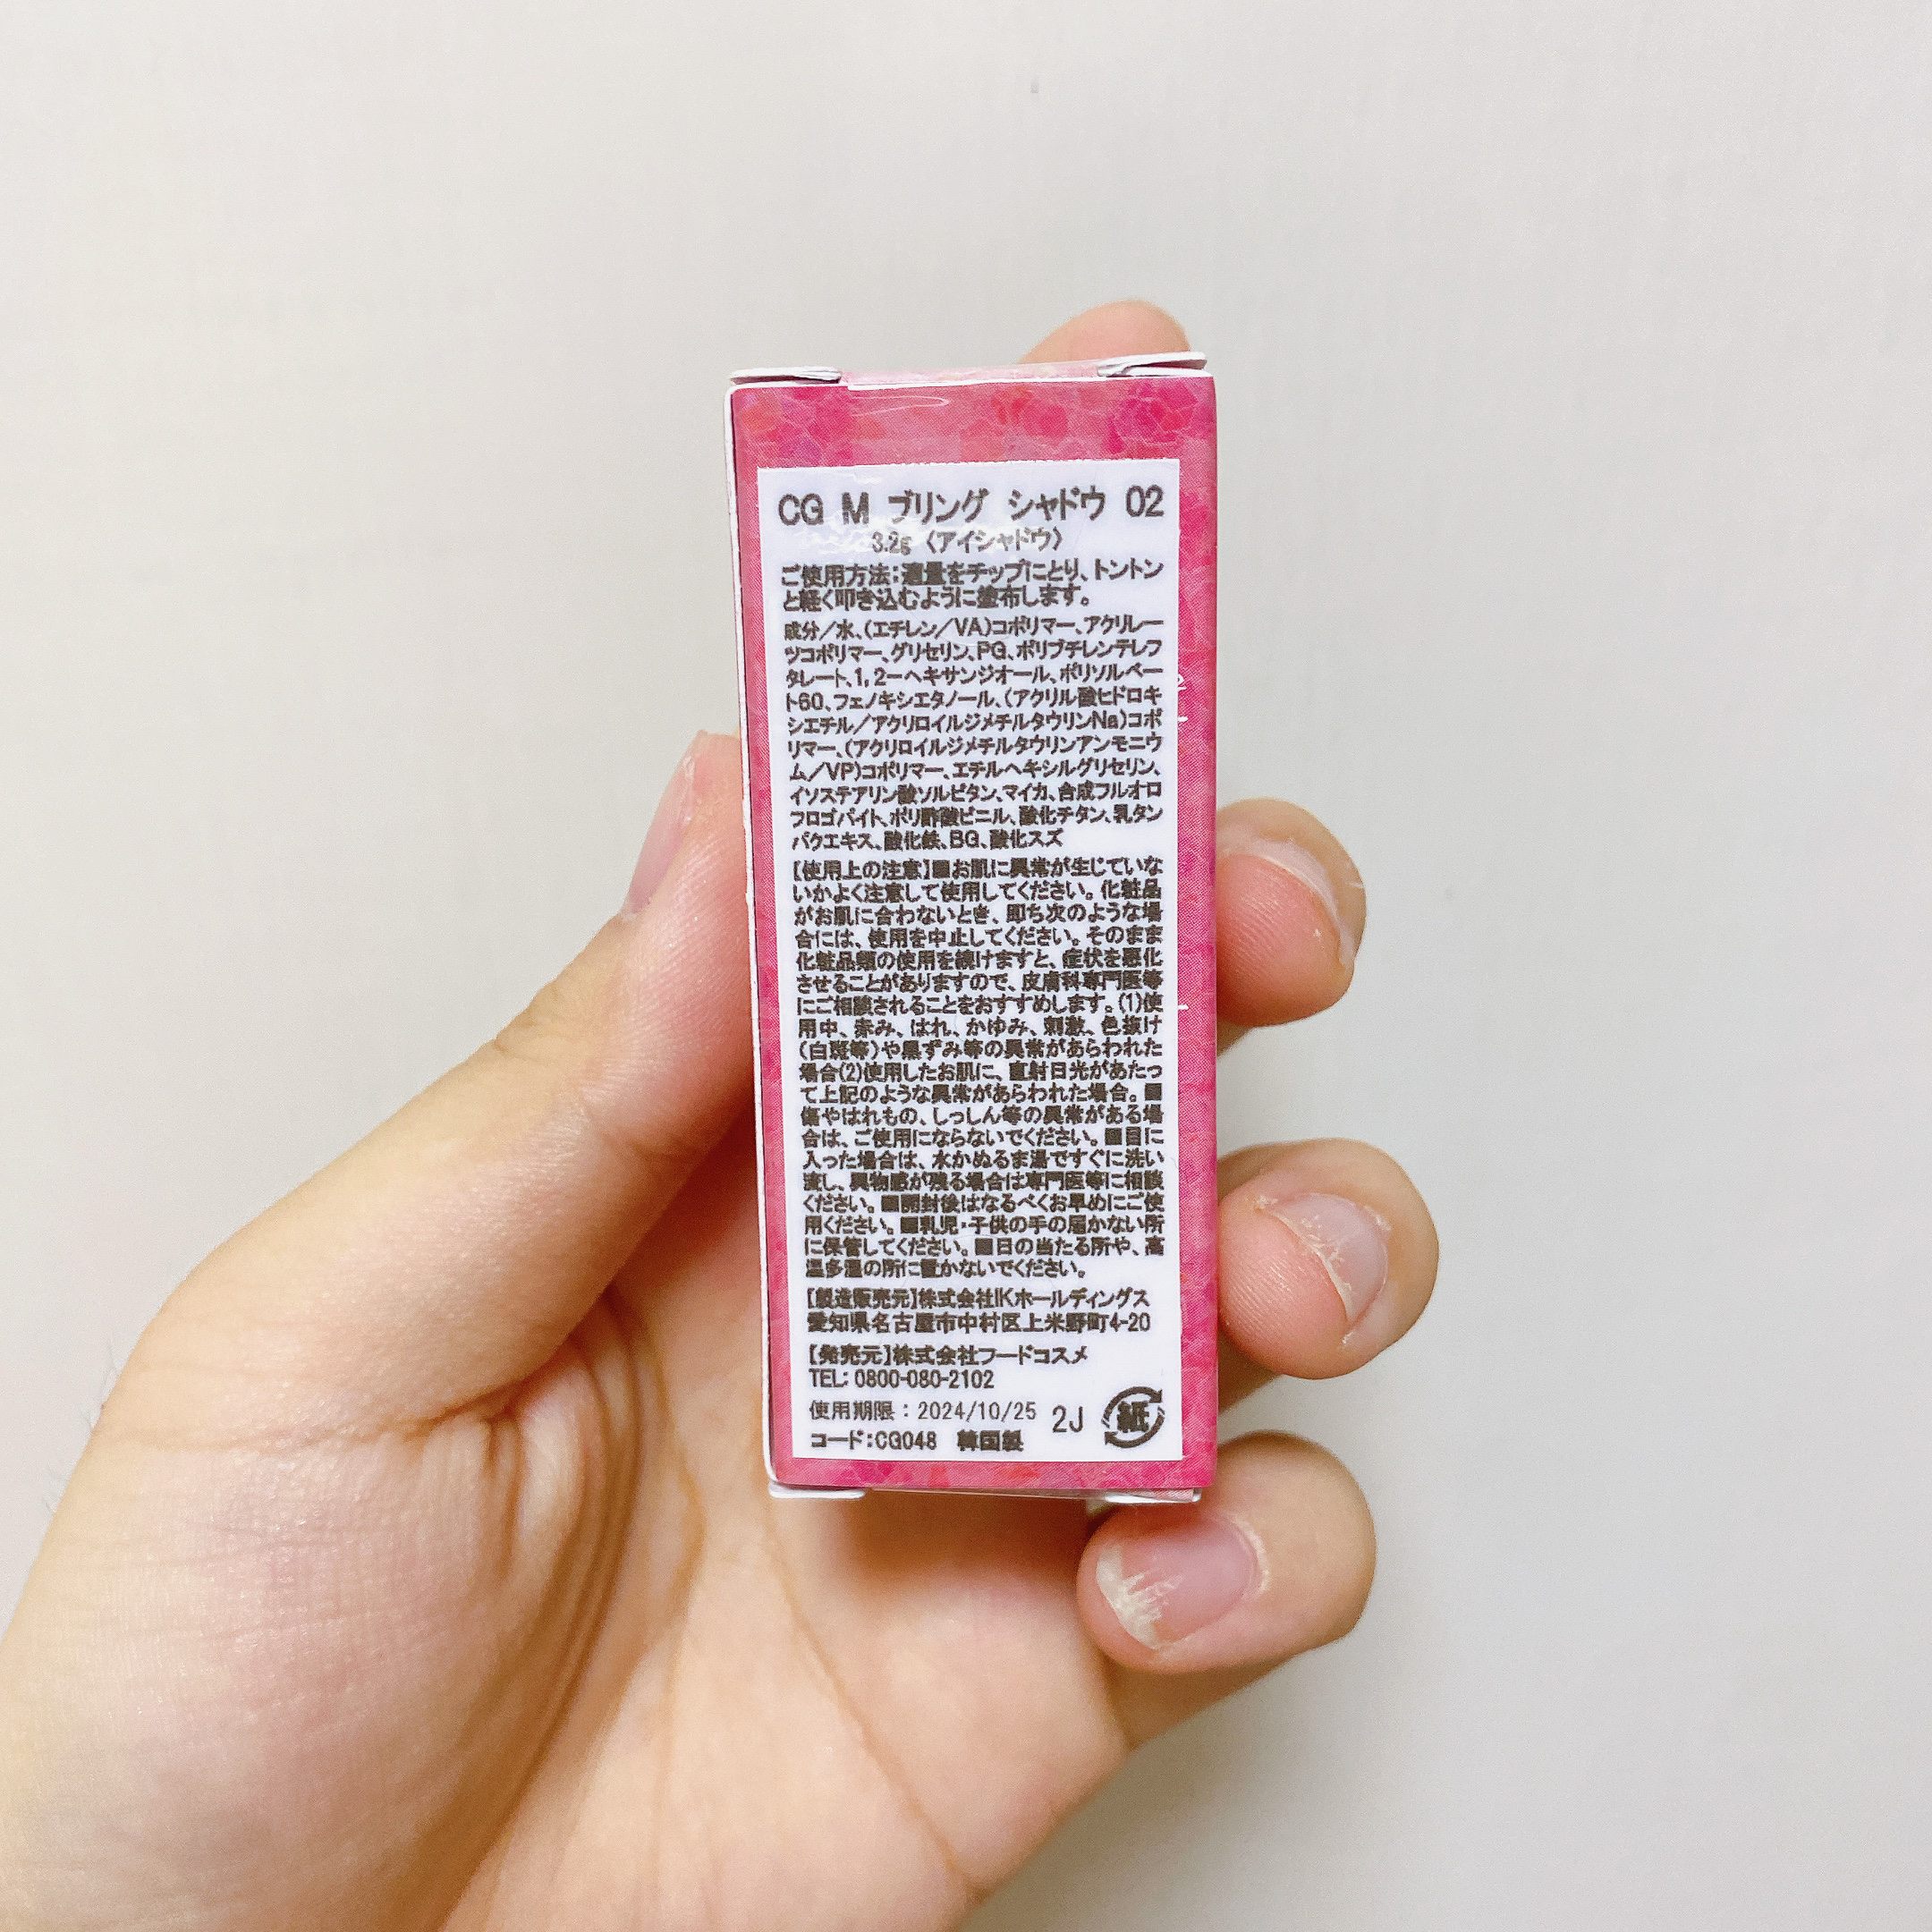 CG M ブリング シャドウ 02
3.2g〈アイシャドウ〉
ご使用方法：適量をチップにとり、トントン
と軽く叩き込むように塗布します。
成分／水、(エチレン／VA)コポリマー、アクリレー
ツコポリマー、グリセリン、PG、ポリブチレンテレフ
タレート、1,2ーヘキサンジオール、ポリソルベー
ト60、フェノキシエタノール、(アクリル酸ヒドロキ
シエチル／アクリロイルジメチルタウリンNa)コポ
リマー、(アクリロイルジメチルタウリンアンモニウ
ム／VP)コポリマー、エチルヘキシルグリセリン、
イソステアリン酸ソルビタン、マイカ、合成フルオロ
フロゴパイト、ポリ酢酸ビニル、酸化チタン、乳タン
パクエキス、酸化鉄、BG、酸化スズ
【使用上の注意】■お肌に異常が生じていな
いかよく注意して使用してください。化粧品
がお肌に合わないとき、即ち次のような場
合には、使用を中止してください。そのまま
化粧品類の使用を続けますと、症状を悪化
させることがありますので、皮膚科専門医等
にご相談されることをおすすめします。(1)使
用中、赤み、はれ、かゆみ、刺激、色抜け
(白斑等)や黒ずみ等の異常があらわれた
場合(2)使用したお肌に、直射日光があたっ
て上記のような異常があらわれた場合。■
傷やはれもの、しっしん等の異常がある場
合は、ご使用にならないでください。■目に
入った場合は、水かぬるま湯ですぐに洗い
流し、異物感が残る場合は専門医等に相談
ください。■開封後はなるべくお早めにご使
用ください。■乳児・子供の手の届かない所
に保管してください。■日の当たる所や、高
温多湿の所に置かないでください。
【製造販売元】株式会社IKホールディングス
愛知県名古屋市中村区上米野町4-20
【発売元】株式会社フードコスメ
TEL: 0800-080-2102
使用期限：2024/10/25 2J 紙
コード：CG048 韓国製